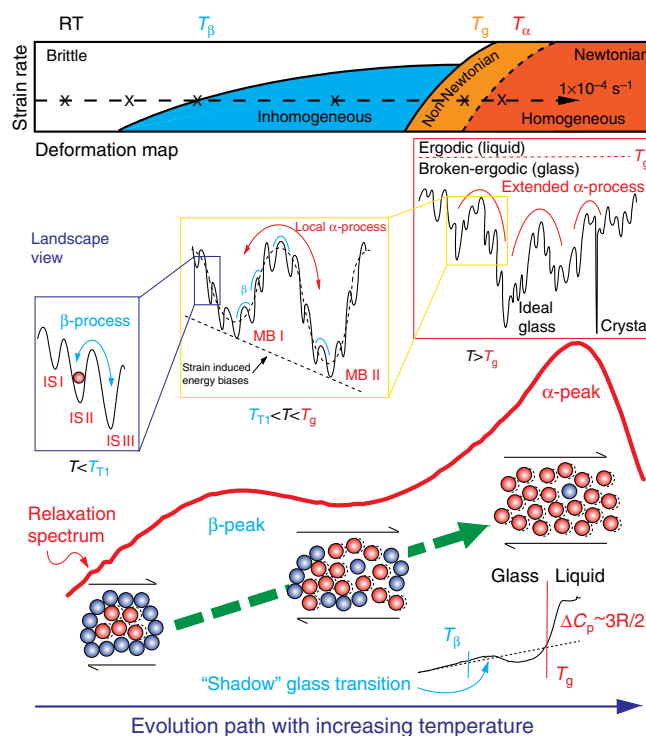 RT
Tβ
Tg
Tα
Strain rate
Brittle
Newtonian
Non-Newtonian
1×10⁻⁴ s⁻¹
Inhomogeneous
Homogeneous
Deformation map
Ergodic (liquid)
Tg
Broken-ergodic (glass)
Extended α-process
Local α-process
Landscape
view
β
β-process
Ideal
glass
Crysta
MB I
Strain induced
energy biases
MB II
T>Tg
IS I
IS II
IS III
TT1<T<Tg
α-peak
T<TT1
Relaxation
spectrum
β-peak
Glass
Liquid
ΔCp~3R/2
Tβ
"Shadow" glass transition
Tg
Evolution path with increasing temperature